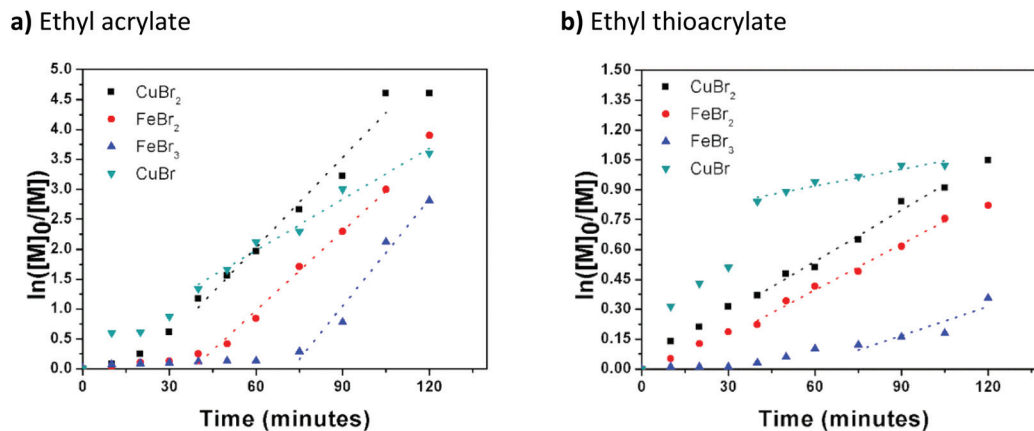 a) Ethyl acrylate
5.0
4.5
4.0
3.5
3.0
2.5
2.0
1.5
1.0
0.5
0.0
ln([M]₀/[M])
CuBr₂
FeBr₂
FeBr₃
CuBr
0 30 60 90 120
Time (minutes)
b) Ethyl thioacrylate
1.50
1.35
1.20
1.05
0.90
0.75
0.60
0.45
0.30
0.15
0.00
ln([M]₀/[M])
CuBr₂
FeBr₂
FeBr₃
CuBr
0 30 60 90 120
Time (minutes)